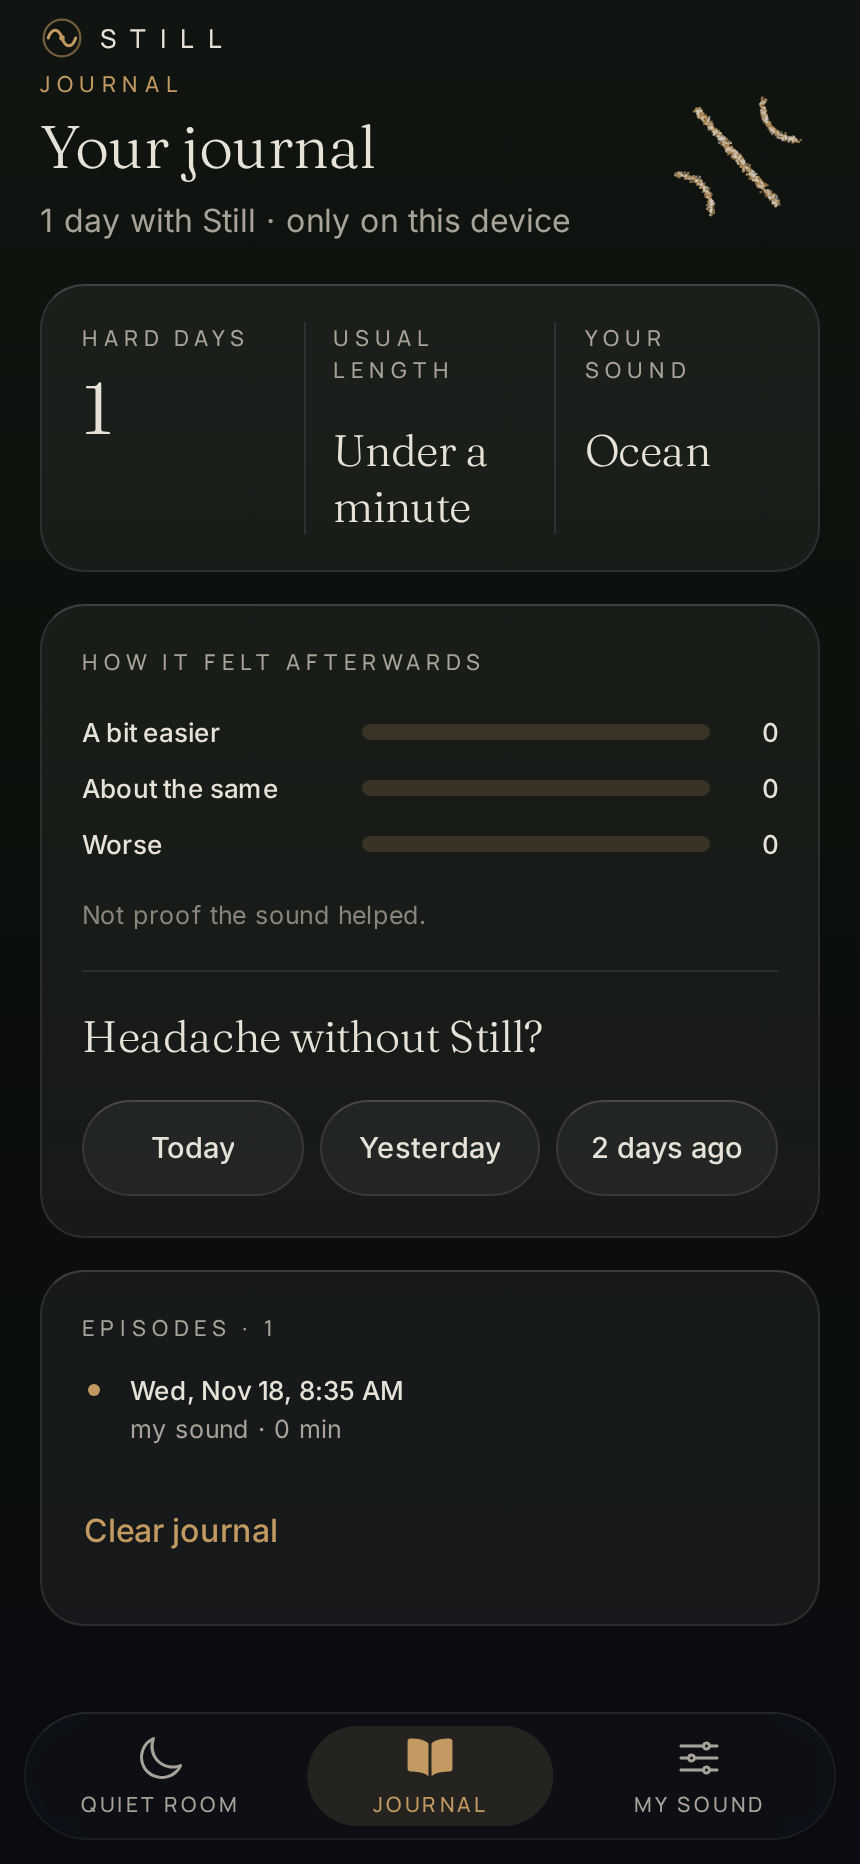 STILL
JOURNAL
Your journal
1 day with Still · only on this device
HARD DAYS
1
USUAL
LENGTH
Under a
minute
YOUR
SOUND
Ocean
HOW IT FELT AFTERWARDS
A bit easier 0
About the same 0
Worse 0
Not proof the sound helped.
Headache without Still?
Today Yesterday 2 days ago
EPISODES · 1
Wed, Nov 18, 8:35 AM
my sound · 0 min
Clear journal
QUIET ROOM JOURNAL MY SOUND